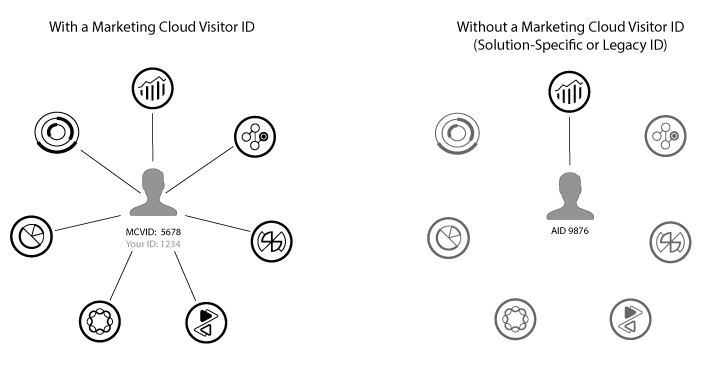 With a Marketing Cloud Visitor ID
Without a Marketing Cloud Visitor ID
(Solution-Specific or Legacy ID)
MCVID: 5678
Your ID: 1234
AID 9876